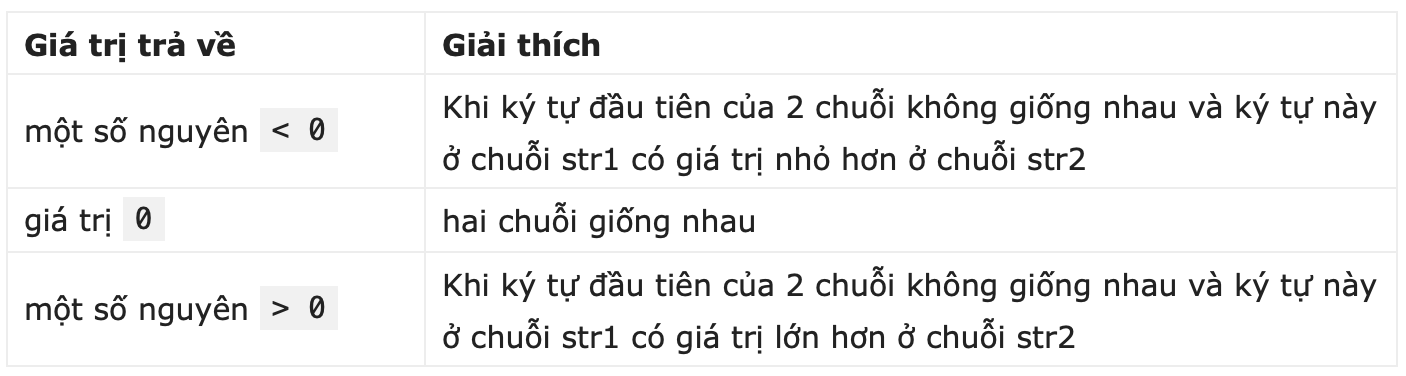 Giá trị trả về
Giải thích
một số nguyên < 0
Khi ký tự đầu tiên của 2 chuỗi không giống nhau và ký tự này
ở chuỗi str1 có giá trị nhỏ hơn ở chuỗi str2
giá trị 0
hai chuỗi giống nhau
một số nguyên > 0
Khi ký tự đầu tiên của 2 chuỗi không giống nhau và ký tự này
ở chuỗi str1 có giá trị lớn hơn ở chuỗi str2